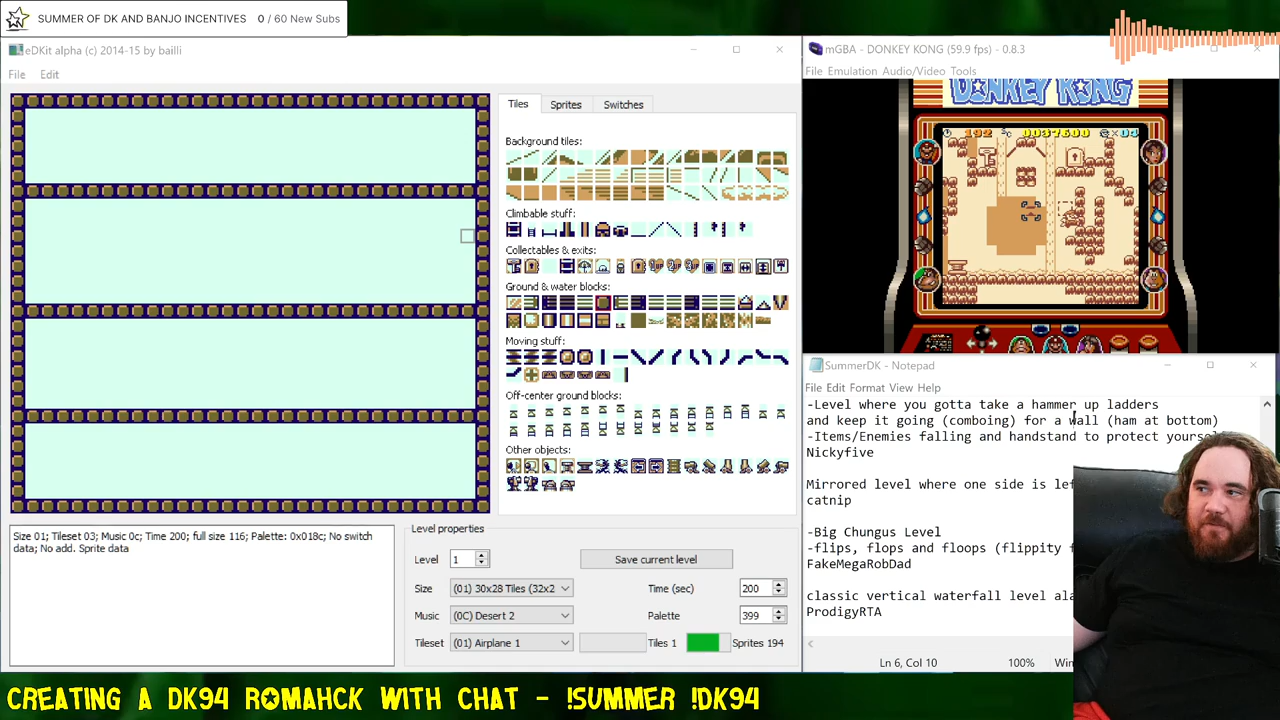 SUMMER OF DK AND BANJO INCENTIVES 0 / 60 New Subs
eDKit alpha (c) 2014-15 by bailli
File Edit
Tiles Sprites Switches
Background tiles:
Climbable stuff:
Collectables & exits:
Ground & water blocks:
Moving stuff:
Off-center ground blocks:
Other objects:
Size 01; Tileset 03; Music 0c; Time 200; full size 116; Palette: 0x018c; No switch
data; No add. Sprite data
Level properties
Level 1 Save current level
Size (01) 30x28 Tiles (32x2 Time (sec) 200
Music (0C) Desert 2 Palette 399
Tileset (01) Airplane 1 Tiles 1 Sprites 194
mGBA - DONKEY KONG (59.9 fps) - 0.8.3
File Emulation Audio/Video Tools
DONKEY KONG
192 0037600 ×04
SummerDK - Notepad
File Edit Format View Help
-Level where you gotta take a hammer up ladders
and keep it going (comboing) for a wall (ham at bottom)
-Items/Enemies falling and handstand to protect yourself
Nickyfive
Mirrored level where one side is
catnip
-Big Chungus Level
-flips, flops and floops (flippity
FakeMegaRobDad
classic vertical waterfall level
ProdigyRTA
Ln 6, Col 10 100%
CREATING A DK94 ROMAHCK WITH CHAT - !SUMMER !DK94